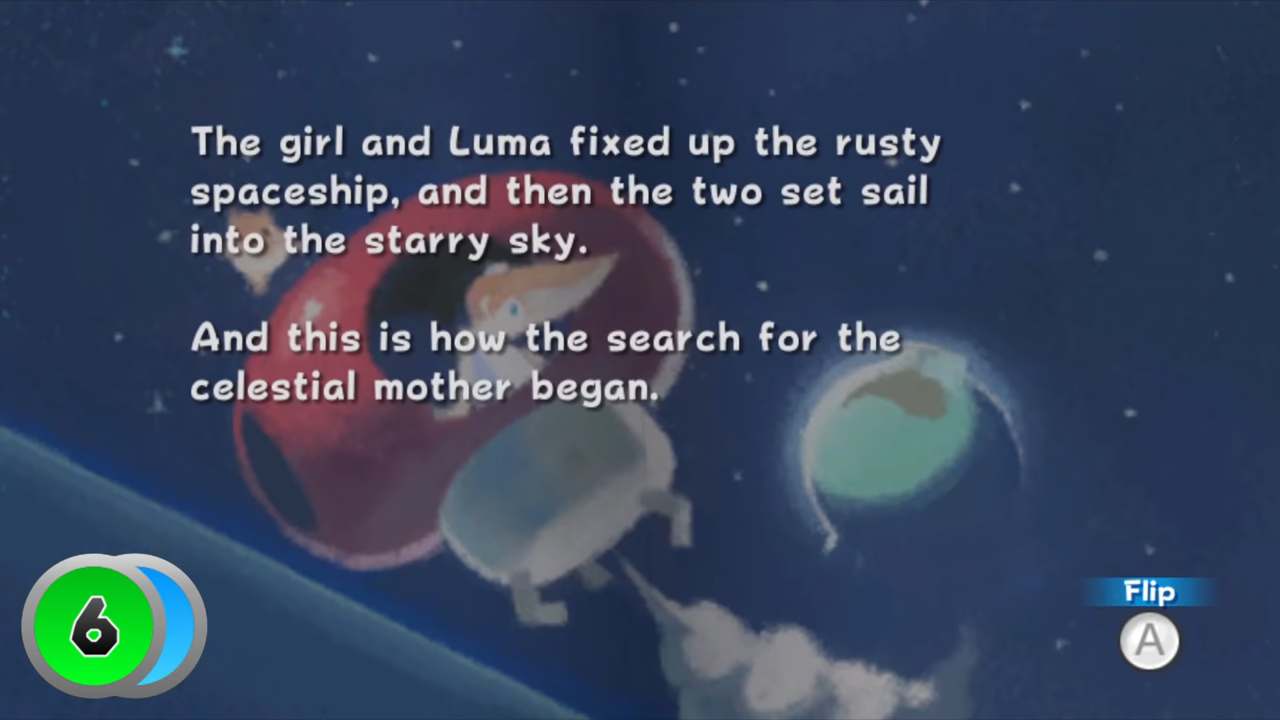 The girl and Luma fixed up the rusty
spaceship, and then the two set sail
into the starry sky.
And this is how the search for the
celestial mother began.
6
Flip
A